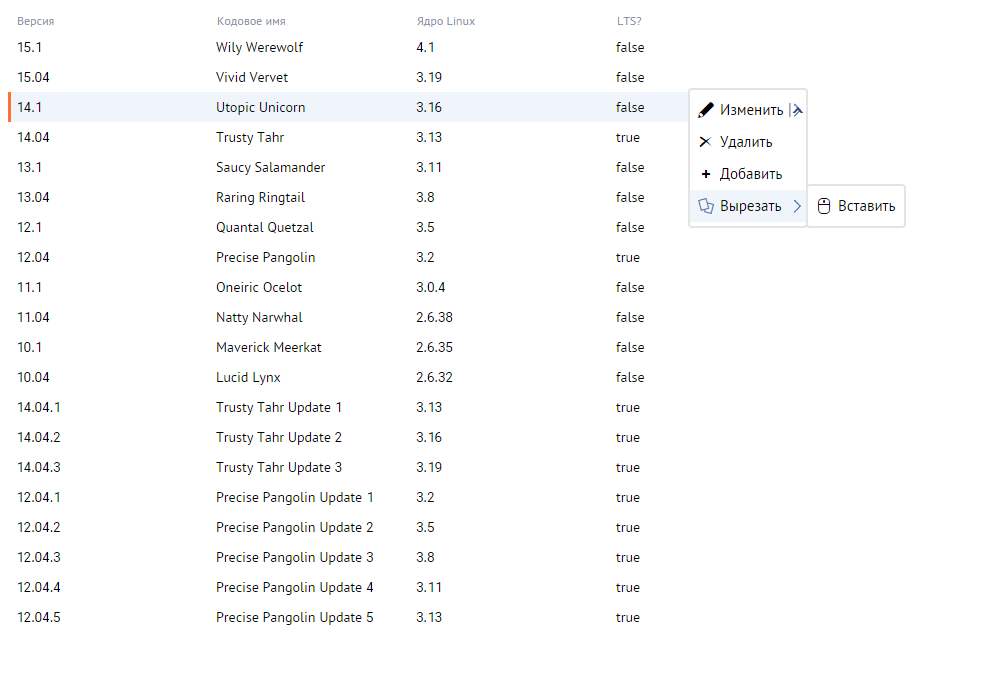 Версия Кодовое имя Ядро Linux LTS?
15.1 Wily Werewolf 4.1 false
15.04 Vivid Vervet 3.19 false
14.1 Utopic Unicorn 3.16 false
Изменить
14.04 Trusty Tahr 3.13 true
Удалить
13.1 Saucy Salamander 3.11 false
Добавить
13.04 Raring Ringtail 3.8 false
Вырезать Вставить
12.1 Quantal Quetzal 3.5 false
12.04 Precise Pangolin 3.2 true
11.1 Oneiric Ocelot 3.0.4 false
11.04 Natty Narwhal 2.6.38 false
10.1 Maverick Meerkat 2.6.35 false
10.04 Lucid Lynx 2.6.32 false
14.04.1 Trusty Tahr Update 1 3.13 true
14.04.2 Trusty Tahr Update 2 3.16 true
14.04.3 Trusty Tahr Update 3 3.19 true
12.04.1 Precise Pangolin Update 1 3.2 true
12.04.2 Precise Pangolin Update 2 3.5 true
12.04.3 Precise Pangolin Update 3 3.8 true
12.04.4 Precise Pangolin Update 4 3.11 true
12.04.5 Precise Pangolin Update 5 3.13 true